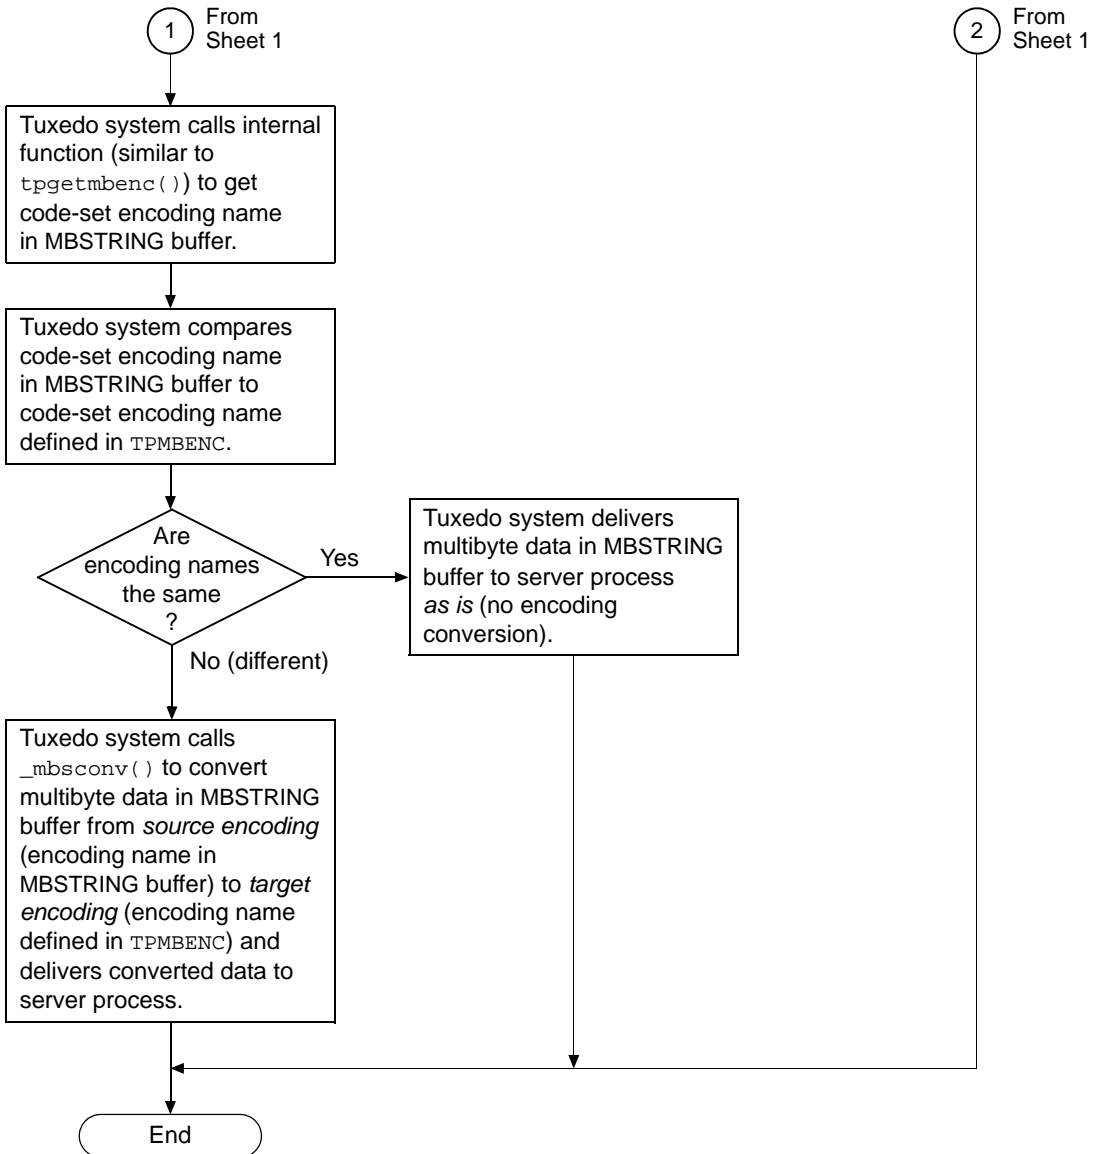 1
From
Sheet 1
2
From
Sheet 1
Tuxedo system calls internal
function (similar to
tpgetmbenc()) to get
code-set encoding name
in MBSTRING buffer.
Tuxedo system compares
code-set encoding name
in MBSTRING buffer to
code-set encoding name
defined in TPMBENC.
Are
encoding names
the same
?
Yes
No (different)
Tuxedo system delivers
multibyte data in MBSTRING
buffer to server process
as is (no encoding
conversion).
Tuxedo system calls
_mbsconv() to convert
multibyte data in MBSTRING
buffer from source encoding
(encoding name in
MBSTRING buffer) to target
encoding (encoding name
defined in TPMBENC) and
delivers converted data to
server process.
End